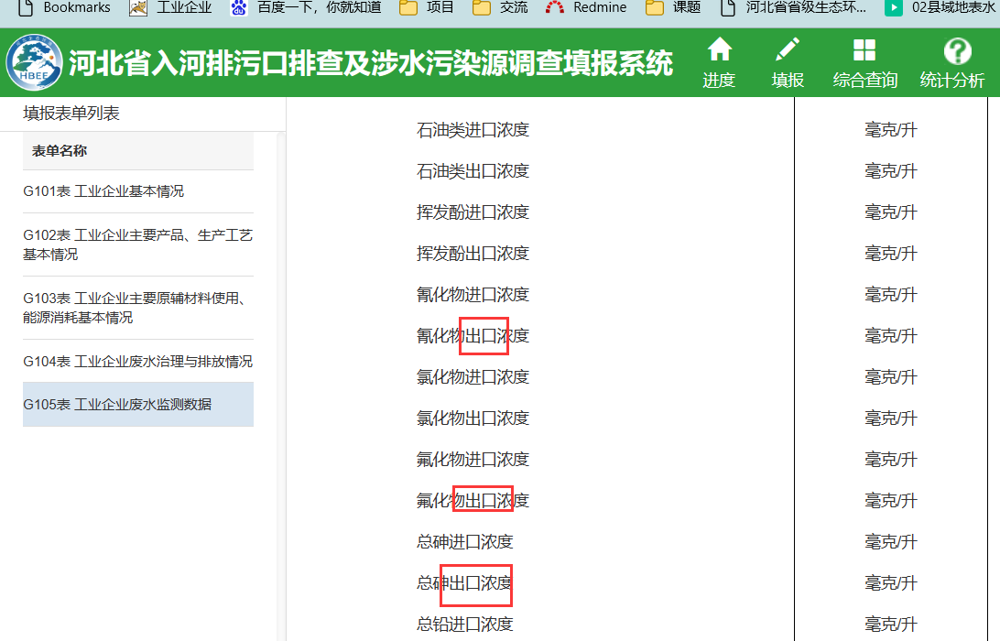 Bookmarks 工业企业 百度一下，你就知道 项目 交流 Redmine 课题 河北省省级生态环... 02县域地表水
HBEE 河北省入河排污口排查及涉水污染源调查填报系统
进度 填报 综合查询 统计分析
填报表单列表
表单名称
G101表 工业企业基本情况
G102表 工业企业主要产品、生产工艺
基本情况
G103表 工业企业主要原辅材料使用、
能源消耗基本情况
G104表 工业企业废水治理与排放情况
G105表 工业企业废水监测数据
石油类进口浓度 毫克/升
石油类出口浓度 毫克/升
挥发酚进口浓度 毫克/升
挥发酚出口浓度 毫克/升
氰化物进口浓度 毫克/升
氰化物出口浓度 毫克/升
氯化物进口浓度 毫克/升
氯化物出口浓度 毫克/升
氟化物进口浓度 毫克/升
氟化物出口浓度 毫克/升
总砷进口浓度 毫克/升
总砷出口浓度 毫克/升
总铅进口浓度 毫克/升